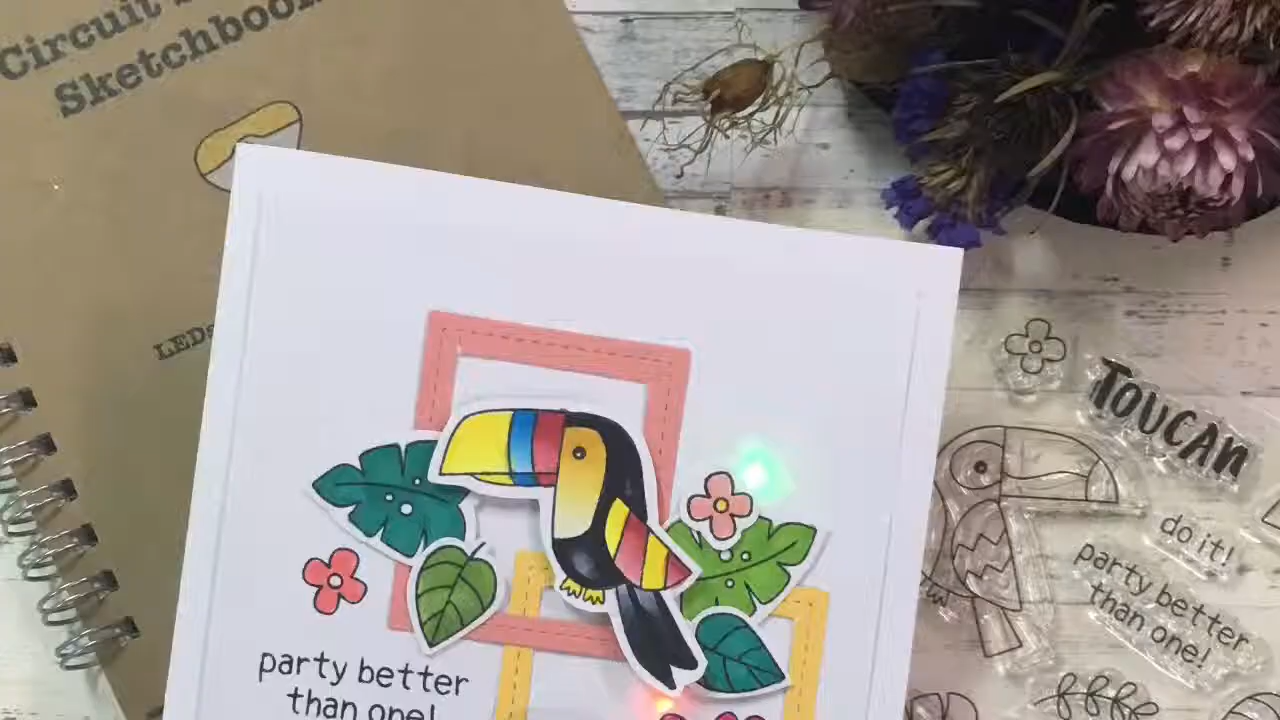 Circuit
Sketchbook
LEDs
TOUCAN
do it!
party better
than one!
party better
than one!